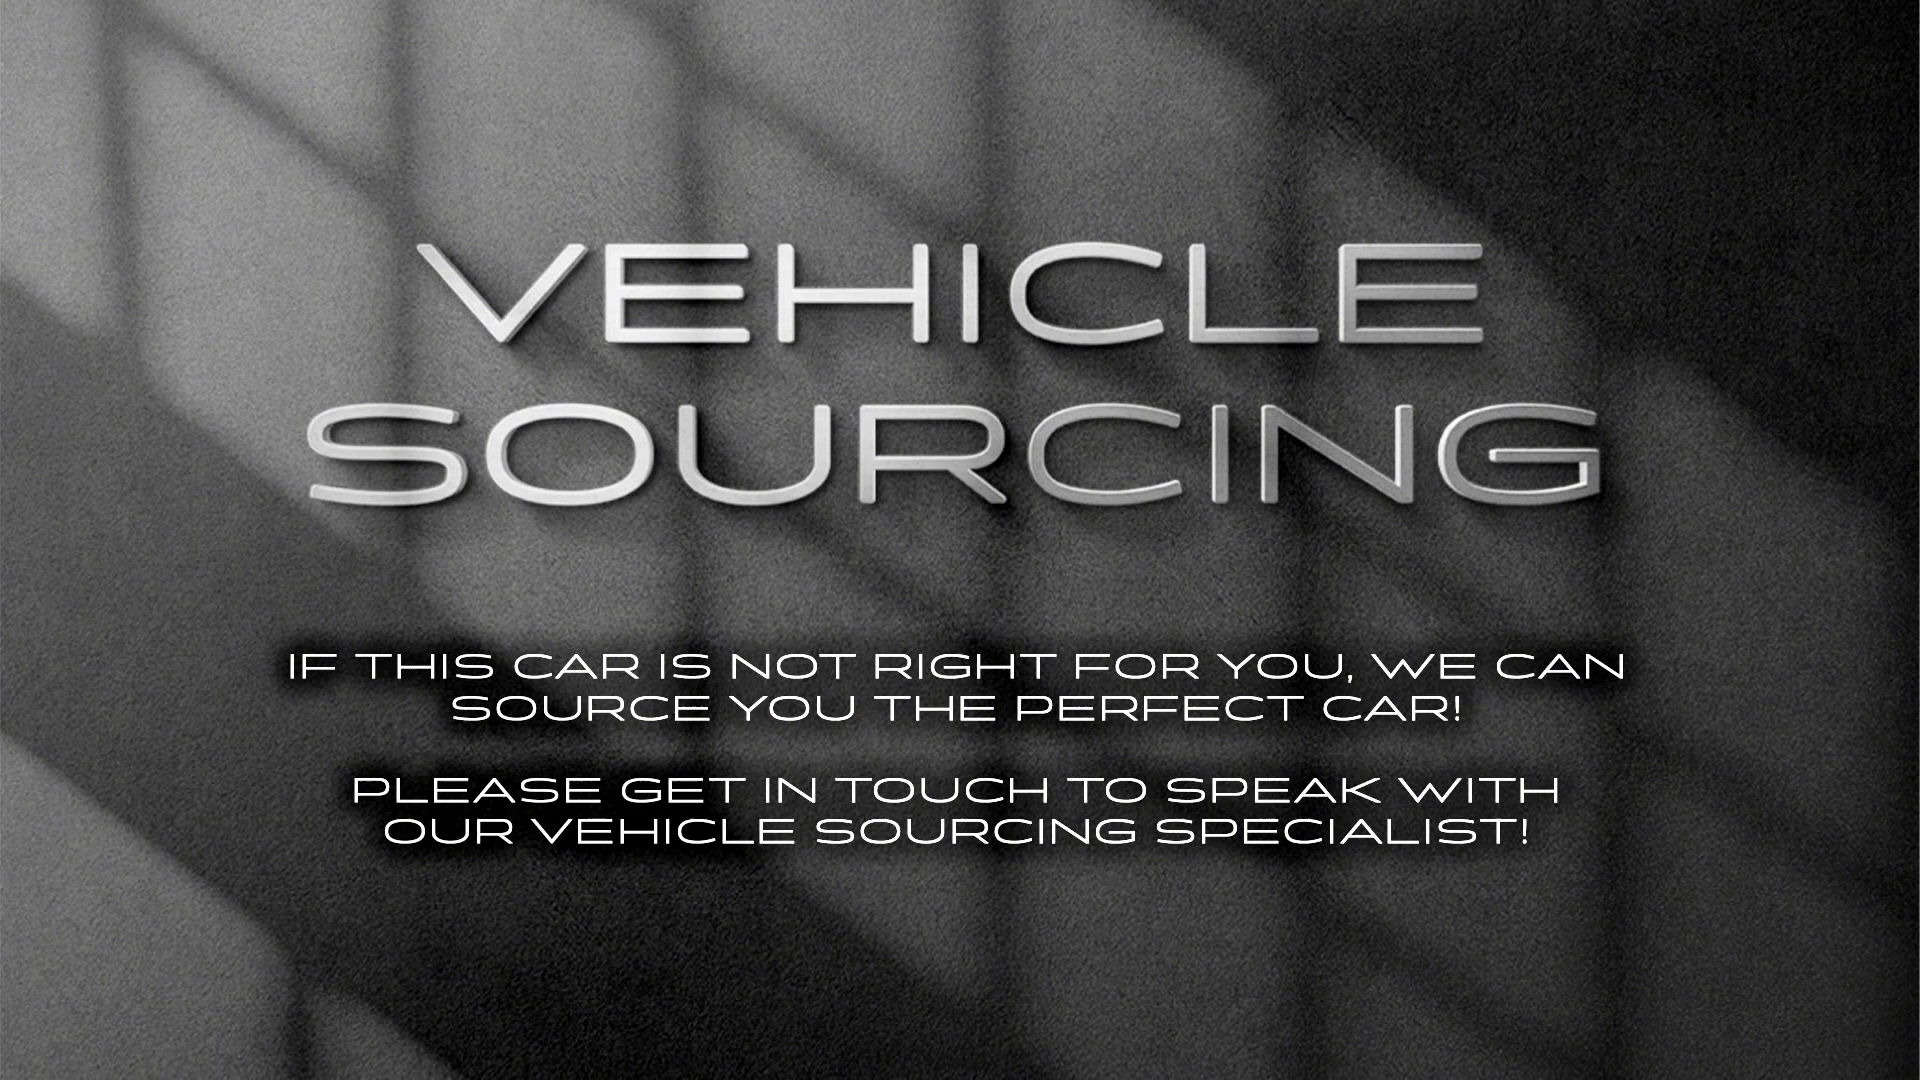 VEHICLE
SOURCING
IF THIS CAR IS NOT RIGHT FOR YOU, WE CAN
SOURCE YOU THE PERFECT CAR!
PLEASE GET IN TOUCH TO SPEAK WITH
OUR VEHICLE SOURCING SPECIALIST!